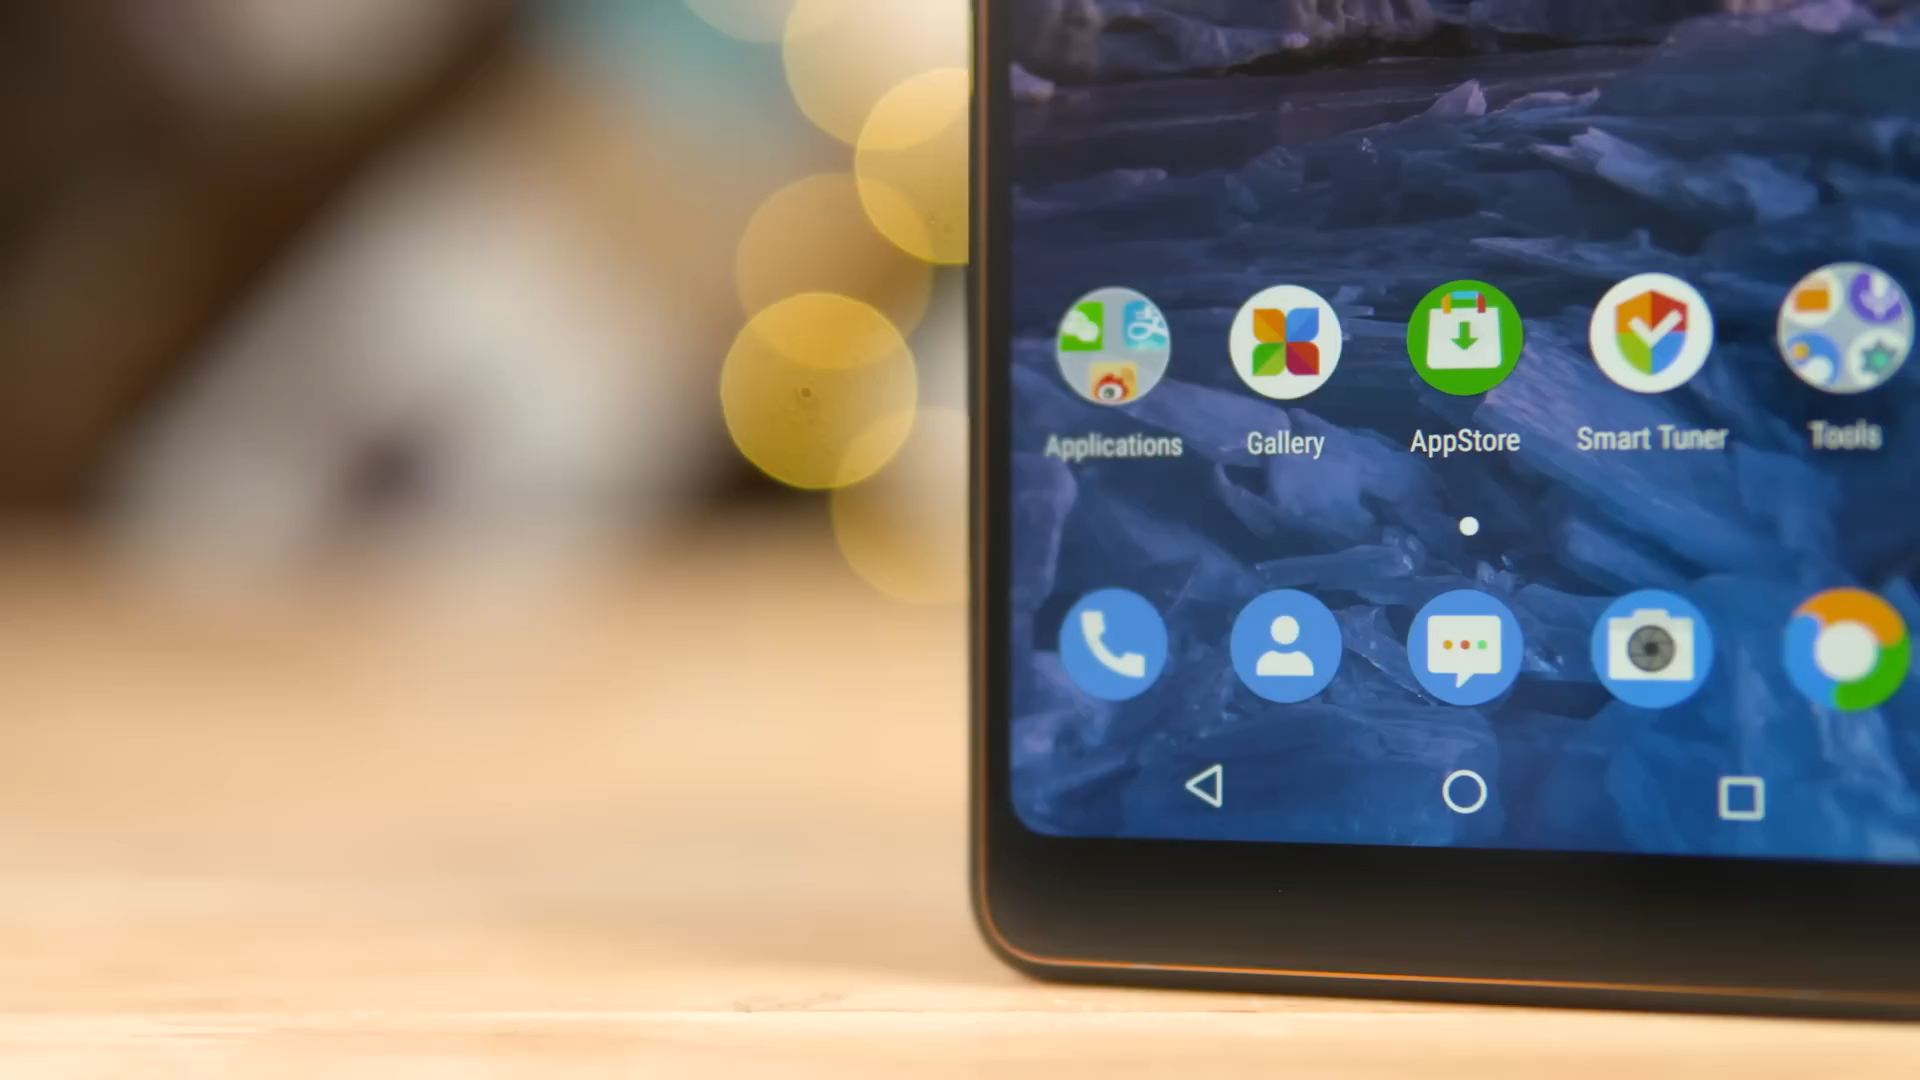 Applications
Gallery
AppStore
Smart Tuner
Tools